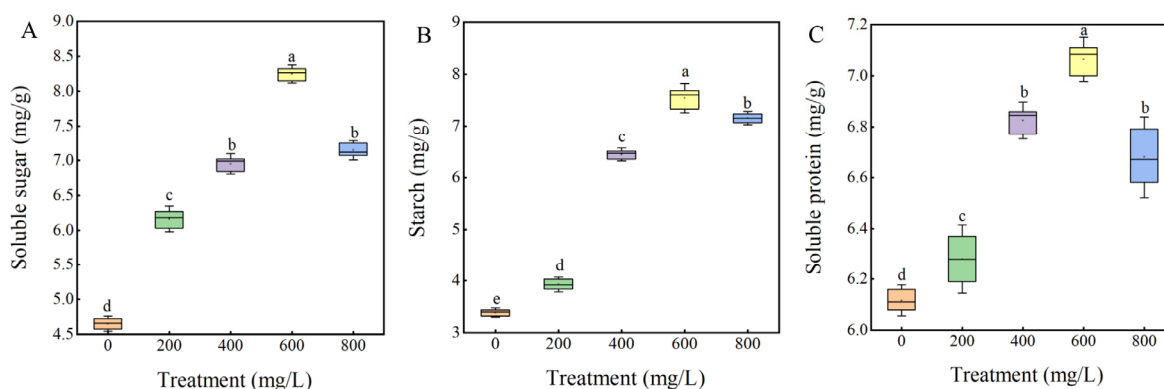 A
Soluble sugar (mg/g)
9.0
8.5
8.0
7.5
7.0
6.5
6.0
5.5
5.0
4.5
d
c
b
a
b
0 200 400 600 800
Treatment (mg/L)
B
Starch (mg/g)
9
8
7
6
5
4
3
e
d
c
a
b
0 200 400 600 800
Treatment (mg/L)
C
Soluble protein (mg/g)
7.2
7.0
6.8
6.6
6.4
6.2
6.0
d
c
b
a
b
0 200 400 600 800
Treatment (mg/L)